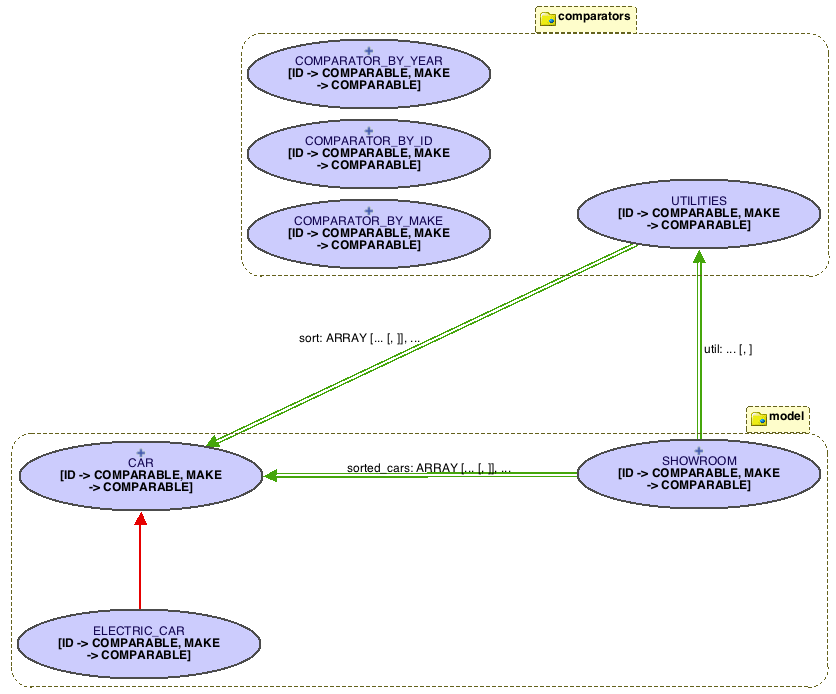 comparators
COMPARATOR_BY_YEAR
[ID -> COMPARABLE, MAKE
-> COMPARABLE]
COMPARATOR_BY_ID
[ID -> COMPARABLE, MAKE
-> COMPARABLE]
COMPARATOR_BY_MAKE
[ID -> COMPARABLE, MAKE
-> COMPARABLE]
UTILITIES
[ID -> COMPARABLE, MAKE
-> COMPARABLE]
sort: ARRAY [... [, ]], ...
util: ... [, ]
model
CAR
[ID -> COMPARABLE, MAKE
-> COMPARABLE]
sorted_cars: ARRAY [... [, ]], ...
SHOWROOM
[ID -> COMPARABLE, MAKE
-> COMPARABLE]
ELECTRIC_CAR
[ID -> COMPARABLE, MAKE
-> COMPARABLE]